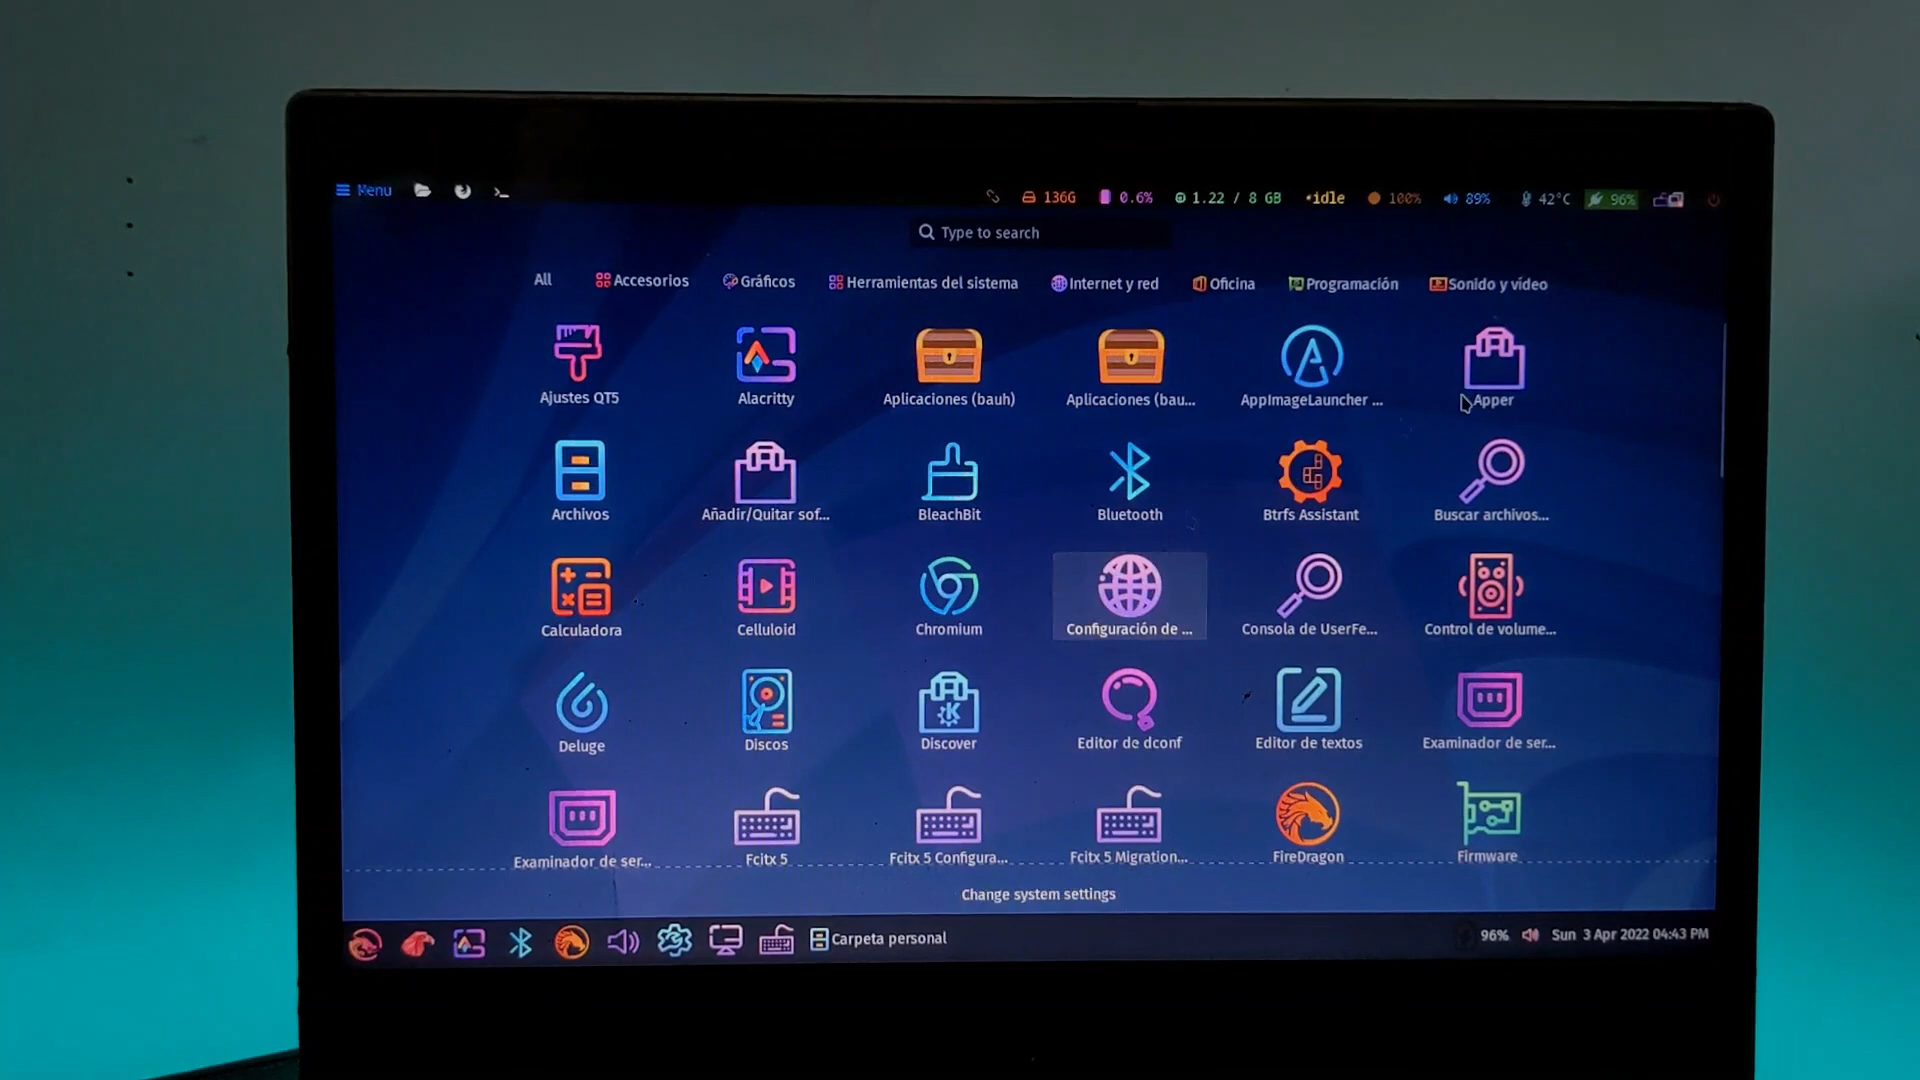 Menu
136G 0.6% 1.22 / 8 GB •idle 100% 89% 42°C 96%
Type to search
All Accesorios Gráficos Herramientas del sistema Internet y red Oficina Programación Sonido y vídeo
Ajustes QT5 Alacritty Aplicaciones (bauh) Aplicaciones (bau... AppImageLauncher ... Apper
Archivos Añadir/Quitar sof... BleachBit Bluetooth Btrfs Assistant Buscar archivos...
Calculadora Celluloid Chromium Configuración de ... Consola de UserFe... Control de volume...
Deluge Discos Discover Editor de dconf Editor de textos Examinador de ser...
Examinador de ser... Fcitx 5 Fcitx 5 Configura... Fcitx 5 Migration... FireDragon Firmware
Change system settings
Carpeta personal 96% Sun 3 Apr 2022 04:43 PM